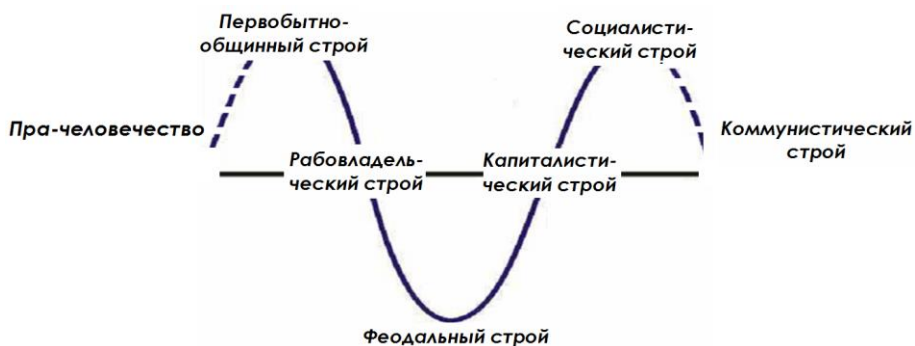 Первобытно-
общинный строй
Социалисти-
ческий строй
Пра-человечество
Коммунистический
строй
Рабовладель-
ческий строй
Капиталисти-
ческий строй
Феодальный строй